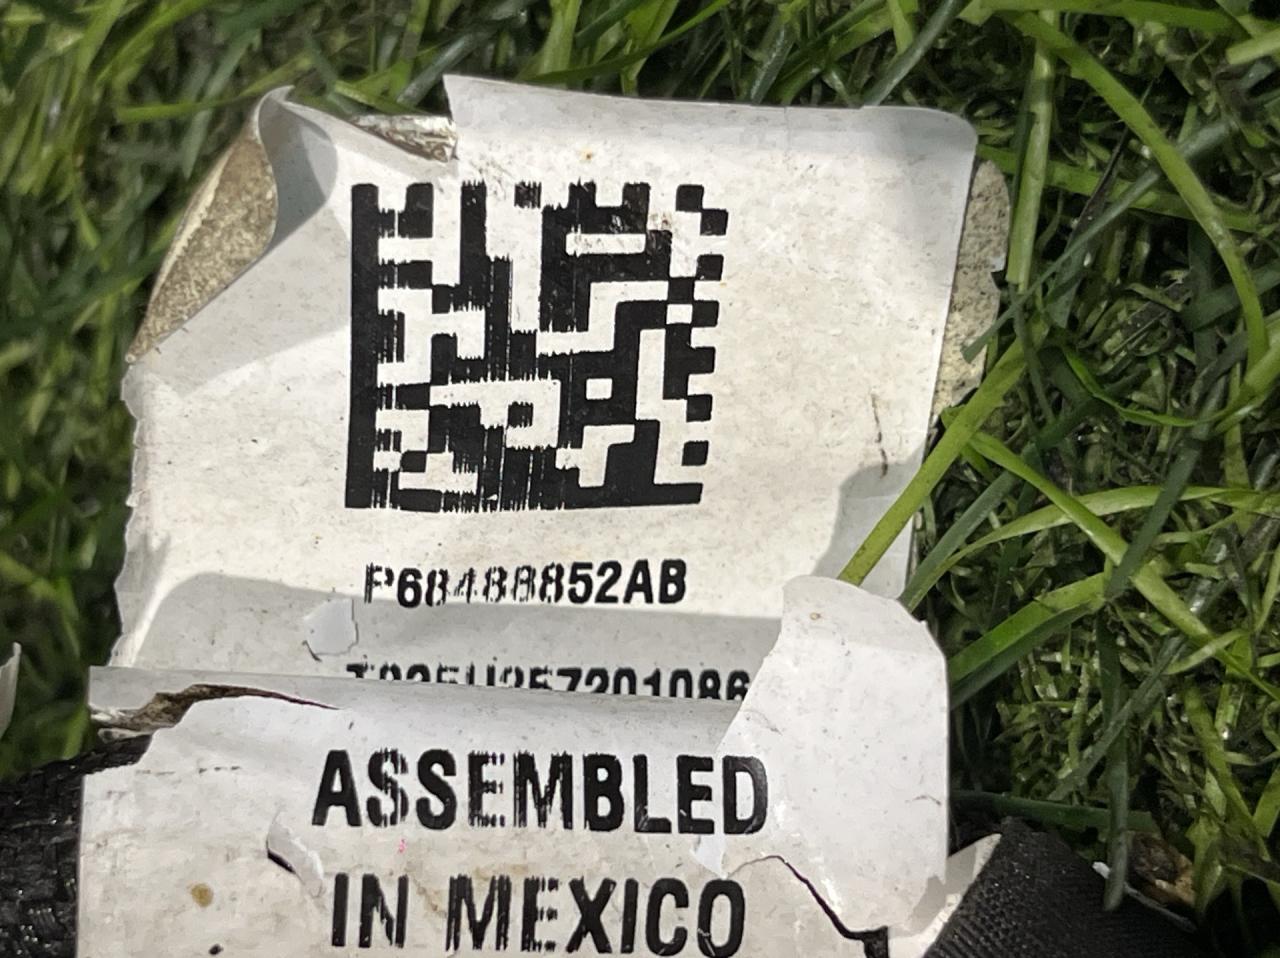 P68488852AB
ASSEMBLED
IN MEXICO